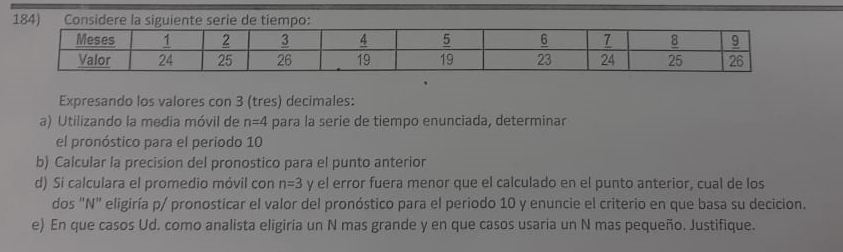 184) Considere la siguiente serie de tiempo:
Meses 1 2 3 4 5 6 7 8 9
Valor 24 25 26 19 19 23 24 25 26
Expresando los valores con 3 (tres) decimales:
a) Utilizando la media móvil de n=4 para la serie de tiempo enunciada, determinar
el pronóstico para el periodo 10
b) Calcular la precision del pronostico para el punto anterior
d) Si calculara el promedio móvil con n=3 y el error fuera menor que el calculado en el punto anterior, cual de los
dos "N" eligiría p/ pronosticar el valor del pronóstico para el periodo 10 y enuncie el criterio en que basa su decicion.
e) En que casos Ud. como analista eligiria un N mas grande y en que casos usaria un N mas pequeño. Justifique.